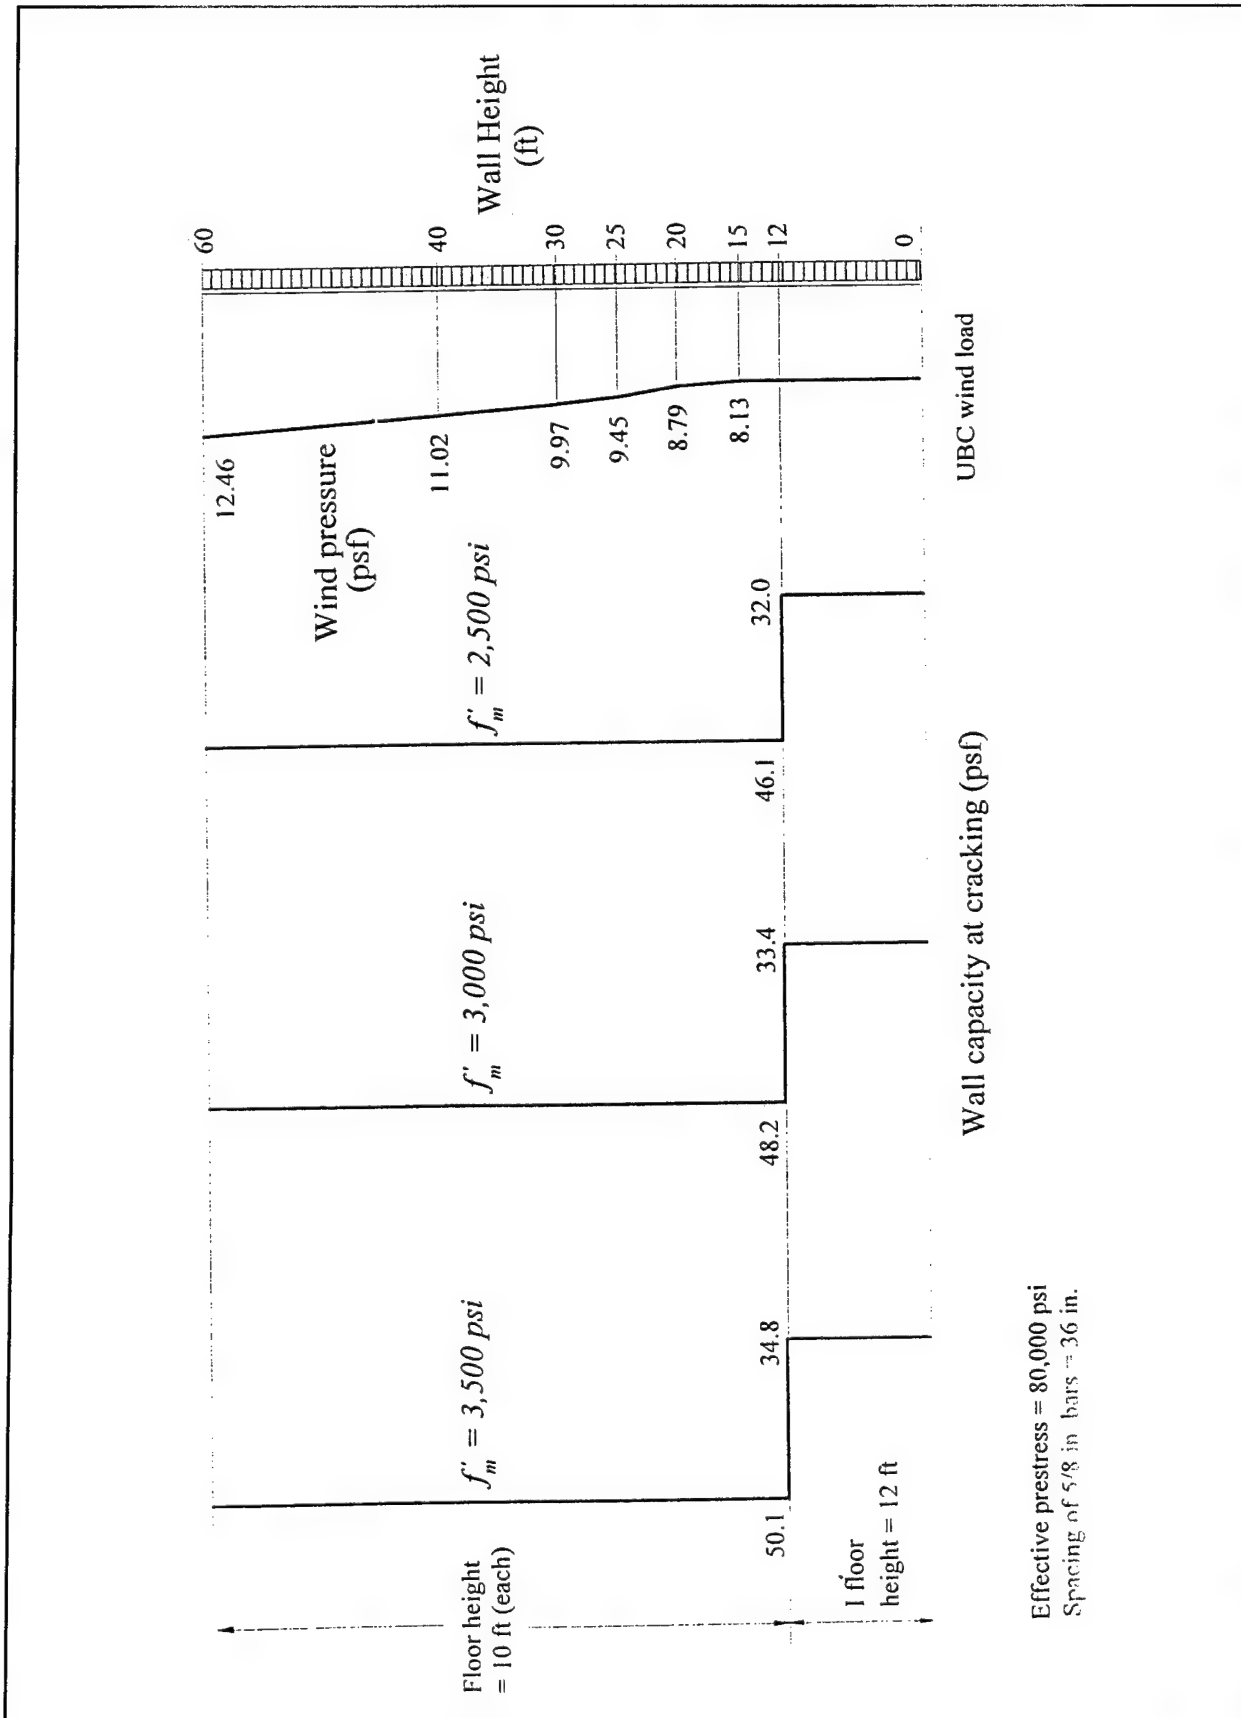 Floor height
= 10 ft (each)
1 floor
height = 12 ft
f'm = 3,500 psi
50.1
34.8
f'm = 3,000 psi
48.2
33.4
f'm = 2,500 psi
46.1
32.0
Wind pressure
(psf)
12.46
11.02
9.97
9.45
8.79
8.13
60
40
30
25
20
15
12
0
Wall Height
(ft)
Wall capacity at cracking (psf)
UBC wind load
Effective prestress = 80,000 psi
Spacing of 5/8 in bars = 36 in.